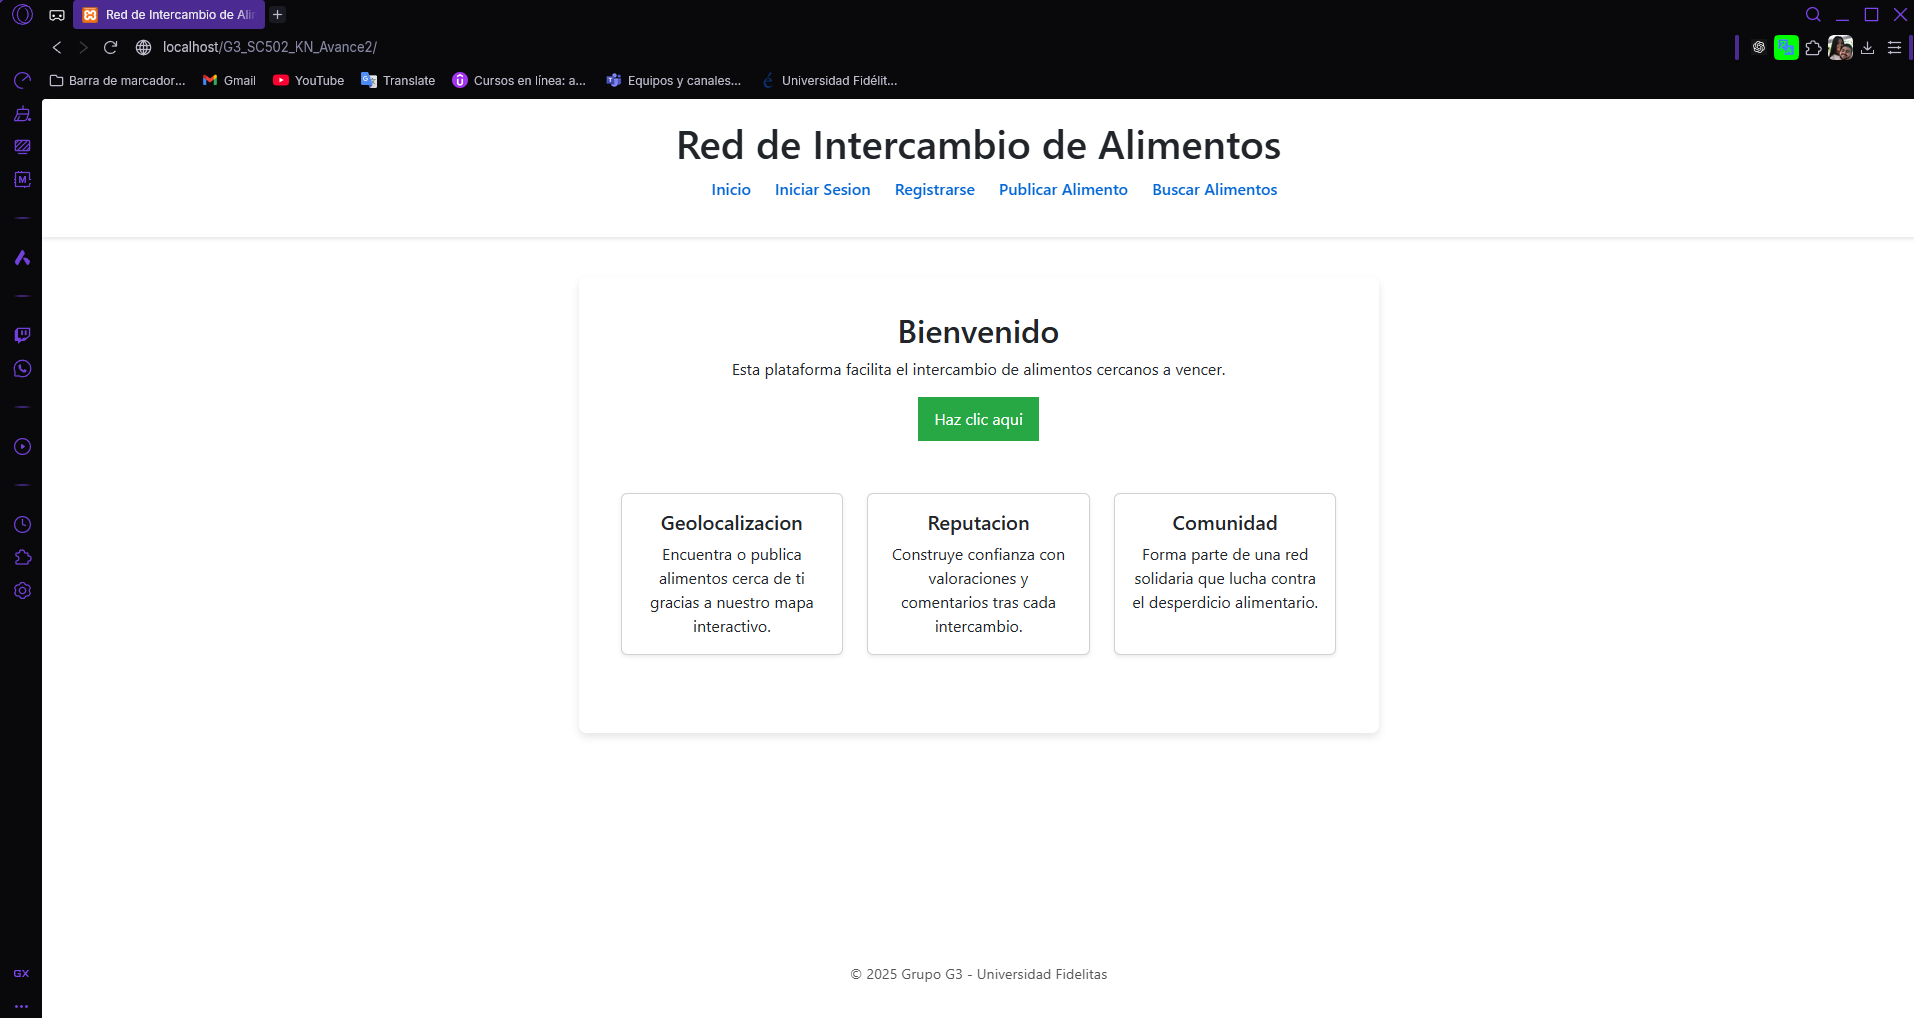 Red de Intercambio de Ali
localhost/G3_SC502_KN_Avance2/
Barra de marcador... Gmail YouTube Translate Cursos en línea: a... Equipos y canales... Universidad Fidélit...
Red de Intercambio de Alimentos
Inicio Iniciar Sesion Registrarse Publicar Alimento Buscar Alimentos
Bienvenido
Esta plataforma facilita el intercambio de alimentos cercanos a vencer.
Haz clic aqui
Geolocalizacion
Encuentra o publica
alimentos cerca de ti
gracias a nuestro mapa
interactivo.
Reputacion
Construye confianza con
valoraciones y
comentarios tras cada
intercambio.
Comunidad
Forma parte de una red
solidaria que lucha contra
el desperdicio alimentario.
GX
© 2025 Grupo G3 - Universidad Fidelitas